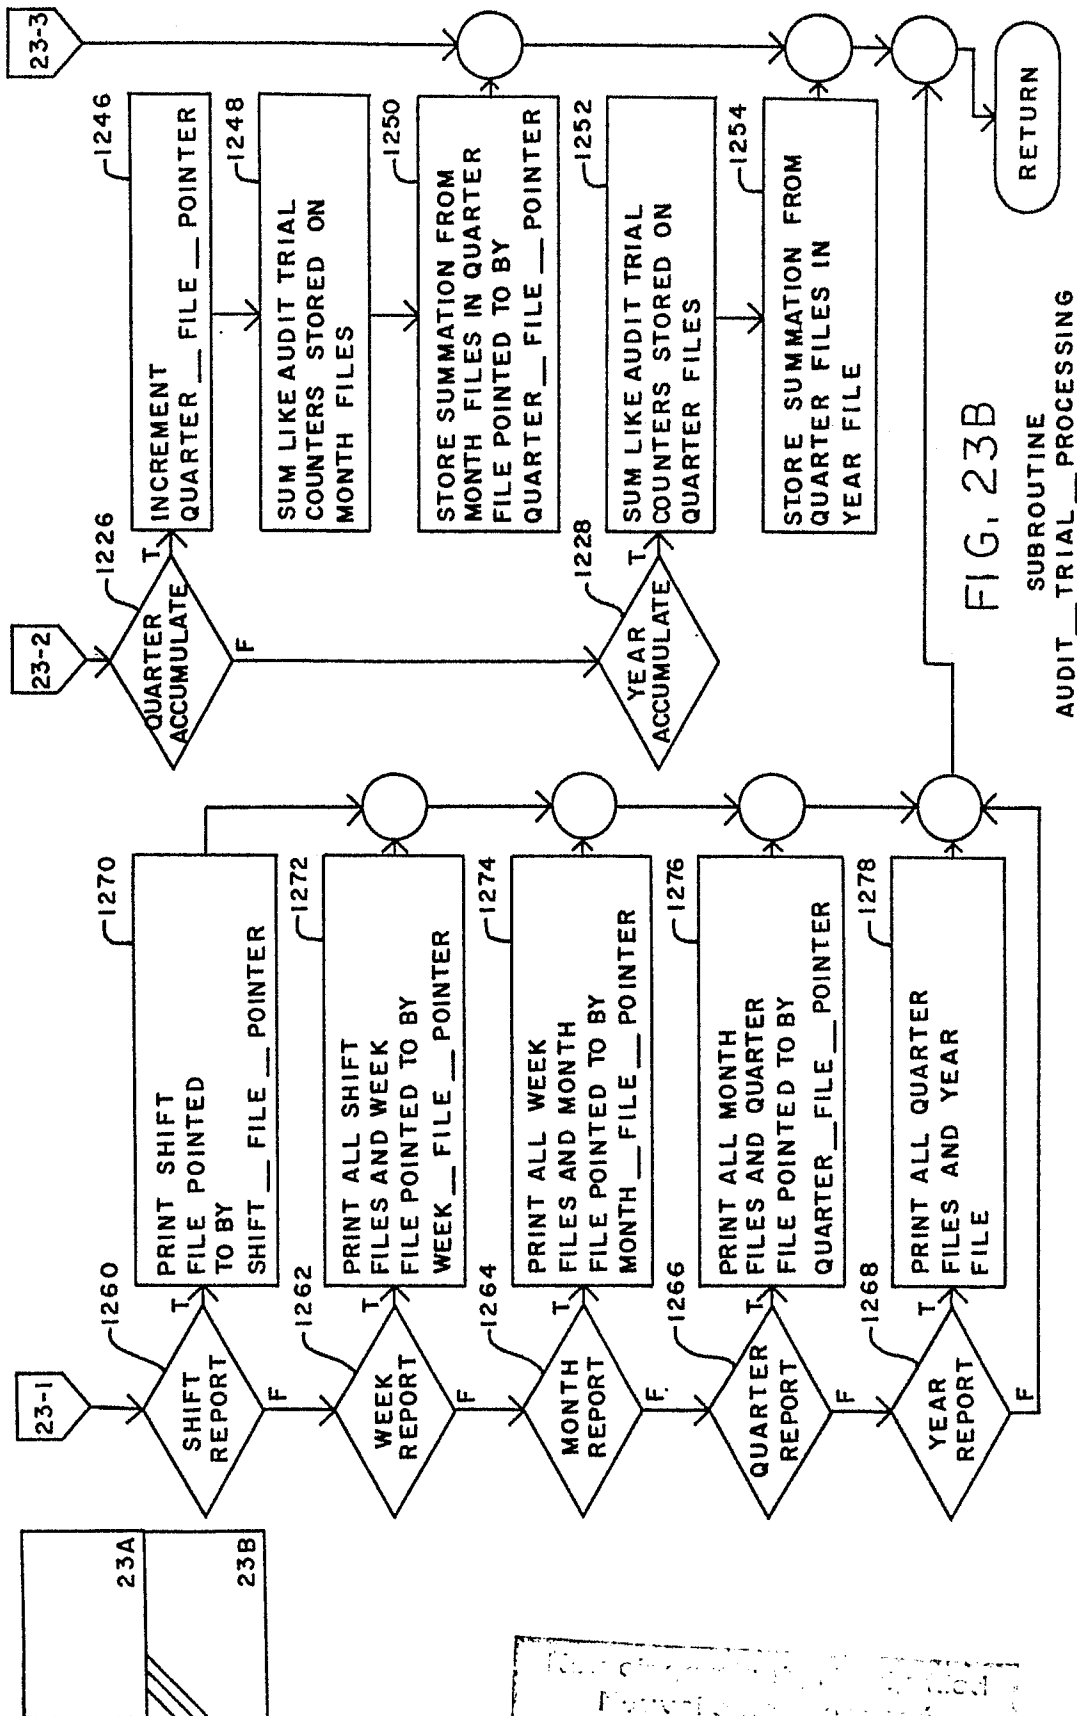 23A
23B
23-1
SHIFT
REPORT
1260
T
F
PRINT SHIFT
FILE POINTED
TO BY
SHIFT__FILE__POINTER
1270
WEEK
REPORT
1262
T
F
PRINT ALL SHIFT
FILES AND WEEK
FILE POINTED TO BY
WEEK__FILE__POINTER
1272
MONTH
REPORT
1264
T
F.
PRINT ALL WEEK
FILES AND MONTH
FILE POINTED TO BY
MONTH__FILE__POINTER
1274
QUARTER
REPORT
1266
T
F
PRINT ALL MONTH
FILES AND QUARTER
FILE POINTED TO BY
QUARTER__FILE__POINTER
1276
YEAR
REPORT
1268
T
F
PRINT ALL QUARTER
FILES AND YEAR
FILE
1278
23-2
QUARTER
ACCUMULATE
1226
T
F
INCREMENT
QUARTER__FILE__POINTER
1246
SUM LIKE AUDIT TRIAL
COUNTERS STORED ON
MONTH FILES
1248
STORE SUMMATION FROM
MONTH FILES IN QUARTER
FILE POINTED TO BY
QUARTER__FILE__POINTER
1250
YEAR
ACCUMULATE
1228
T
SUM LIKE AUDIT TRIAL
COUNTERS STORED ON
QUARTER FILES
1252
STORE SUMMATION FROM
QUARTER FILES IN
YEAR FILE
1254
23-3
RETURN
FIG. 23B
SUBROUTINE
AUDIT__TRIAL__PROCESSING